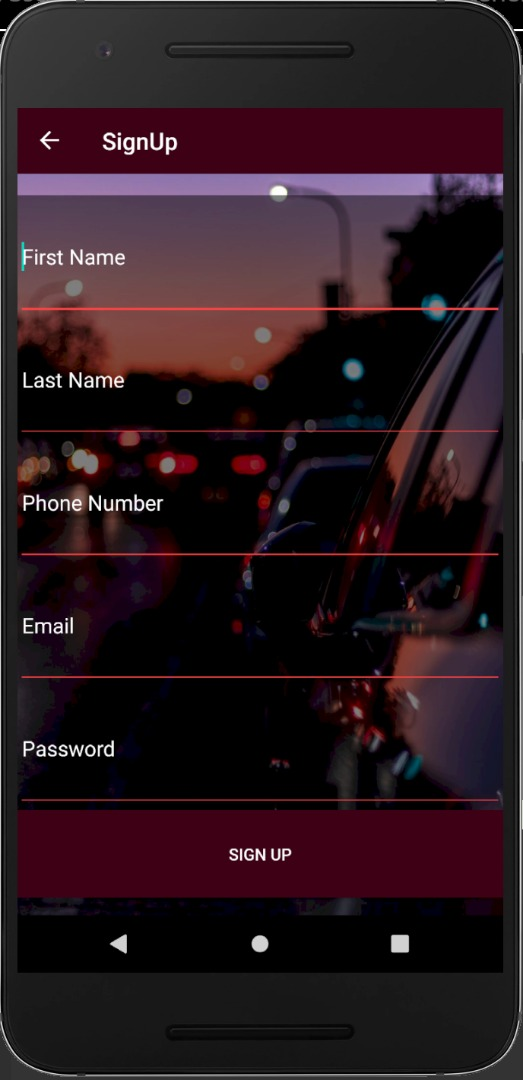 SignUp
First Name
Last Name
Phone Number
Email
Password
SIGN UP